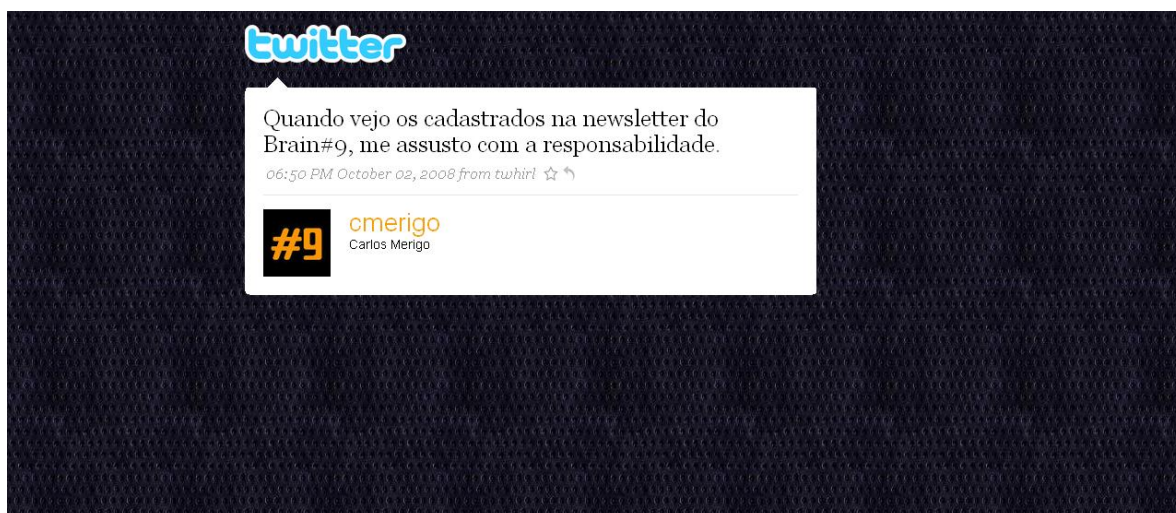 twitter
Quando vejo os cadastrados na newsletter do
Brain#9, me assusto com a responsabilidade.
06:50 PM October 02, 2008 from twhirl
#9
cmerigo
Carlos Merigo